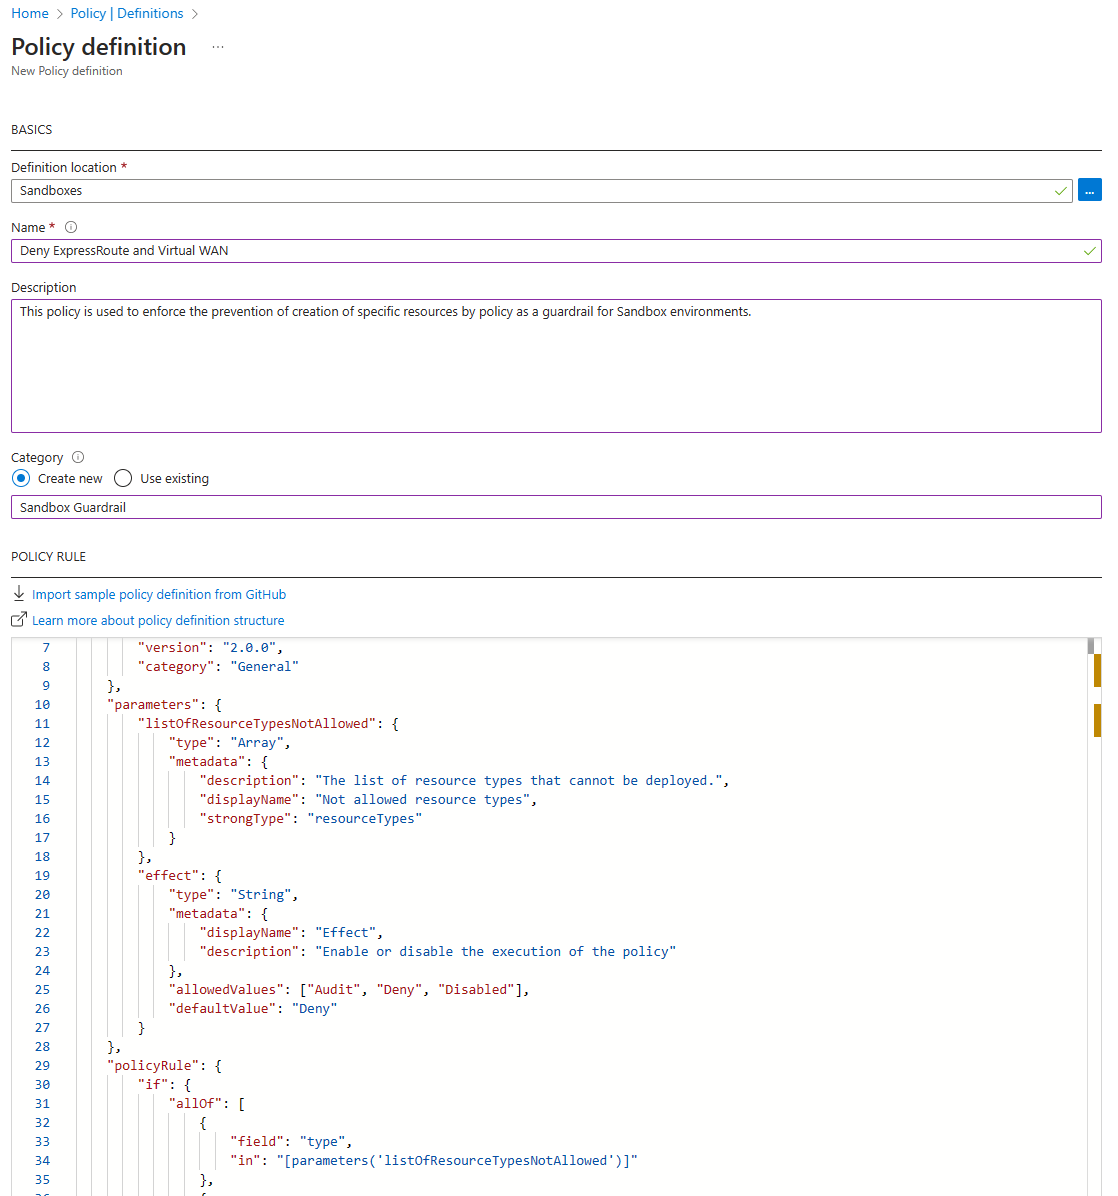 Home > Policy | Definitions >
Policy definition ...
New Policy definition
BASICS
Definition location *
Sandboxes
...
Name *
Deny ExpressRoute and Virtual WAN
Description
This policy is used to enforce the prevention of creation of specific resources by policy as a guardrail for Sandbox environments.
Category
Create new Use existing
Sandbox Guardrail
POLICY RULE
Import sample policy definition from GitHub
Learn more about policy definition structure
7 "version": "2.0.0",
8 "category": "General"
9 },
10 "parameters": {
11 "listOfResourceTypesNotAllowed": {
12 "type": "Array",
13 "metadata": {
14 "description": "The list of resource types that cannot be deployed.",
15 "displayName": "Not allowed resource types",
16 "strongType": "resourceTypes"
17 }
18 },
19 "effect": {
20 "type": "String",
21 "metadata": {
22 "displayName": "Effect",
23 "description": "Enable or disable the execution of the policy"
24 },
25 "allowedValues": ["Audit", "Deny", "Disabled"],
26 "defaultValue": "Deny"
27 }
28 },
29 "policyRule": {
30 "if": {
31 "allOf": [
32 {
33 "field": "type",
34 "in": "[parameters('listOfResourceTypesNotAllowed')]"
35 },